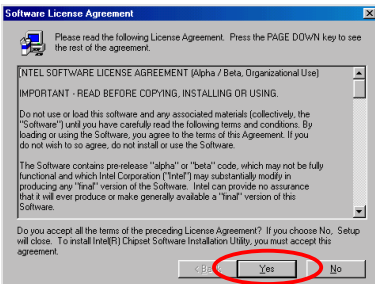 Software License Agreement
Please read the following License Agreement. Press the PAGE DOWN key to see
the rest of the agreement.
INTEL SOFTWARE LICENSE AGREEMENT (Alpha / Beta, Organizational Use)
IMPORTANT - READ BEFORE COPYING, INSTALLING OR USING.
Do not use or load this software and any associated materials (collectively, the
"Software") until you have carefully read the following terms and conditions. By
loading or using the Software, you agree to the terms of this Agreement. If you
do not wish to so agree, do not install or use the Software.
The Software contains pre-release "alpha" or "beta" code, which may not be fully
functional and which Intel Corporation ("Intel") may substantially modify in
producing any "final" version of the Software. Intel can provide no assurance
that it will ever produce or make generally available a "final" version of this
Software.
Do you accept all the terms of the preceding License Agreement? If you choose No, Setup
will close. To install Intel(R) Chipset Software Installation Utility, you must accept this
agreement.
< Back Yes No